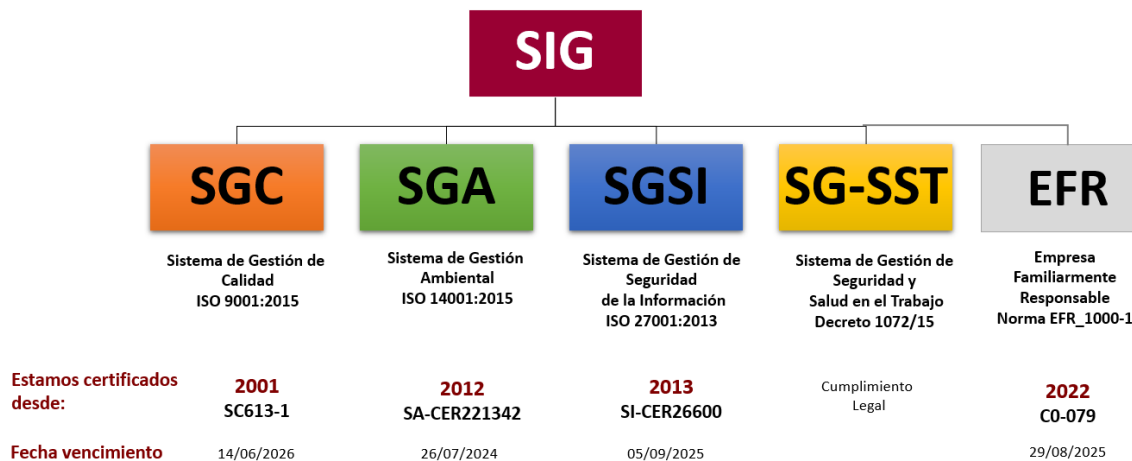 SIG
SGC
SGA
SGSI
SG-SST
EFR
Sistema de Gestión de
Calidad
ISO 9001:2015
Sistema de Gestión
Ambiental
ISO 14001:2015
Sistema de Gestión de
Seguridad
de la Información
ISO 27001:2013
Sistema de Gestión de
Seguridad y
Salud en el Trabajo
Decreto 1072/15
Empresa
Familiarmente
Responsable
Norma EFR_1000-1
Estamos certificados
desde:
2001
SC613-1
2012
SA-CER221342
2013
SI-CER26600
Cumplimiento
Legal
2022
C0-079
Fecha vencimiento
14/06/2026
26/07/2024
05/09/2025
29/08/2025